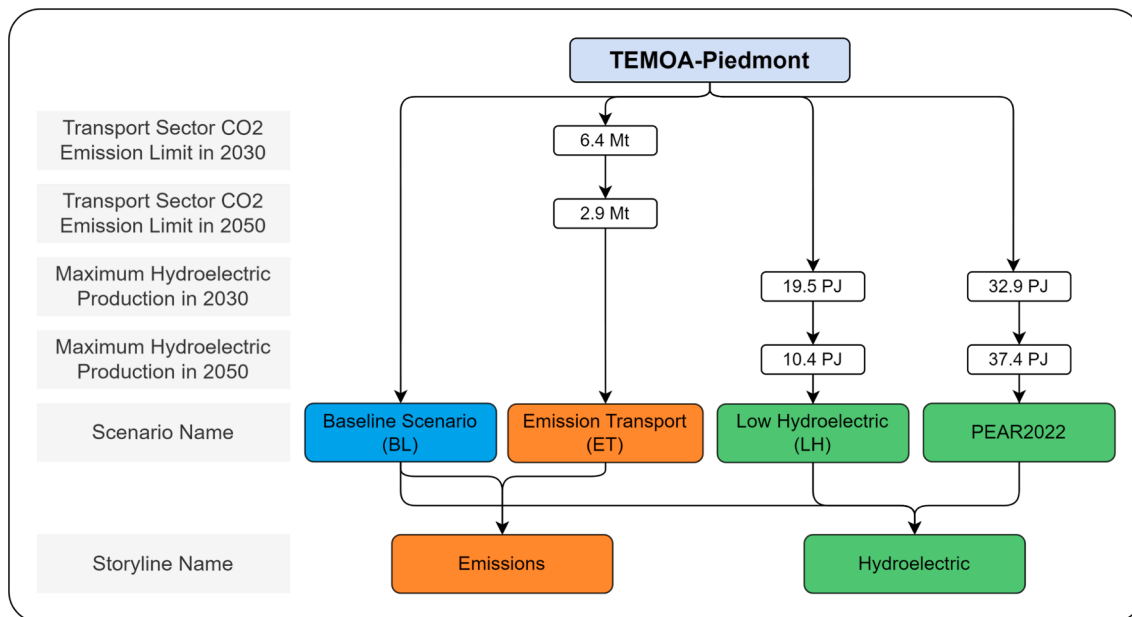 TEMOA-Piedmont
Transport Sector CO2
Emission Limit in 2030
6.4 Mt
Transport Sector CO2
Emission Limit in 2050
2.9 Mt
Maximum Hydroelectric
Production in 2030
19.5 PJ
32.9 PJ
Maximum Hydroelectric
Production in 2050
10.4 PJ
37.4 PJ
Scenario Name
Baseline Scenario
(BL)
Emission Transport
(ET)
Low Hydroelectric
(LH)
PEAR2022
Storyline Name
Emissions
Hydroelectric